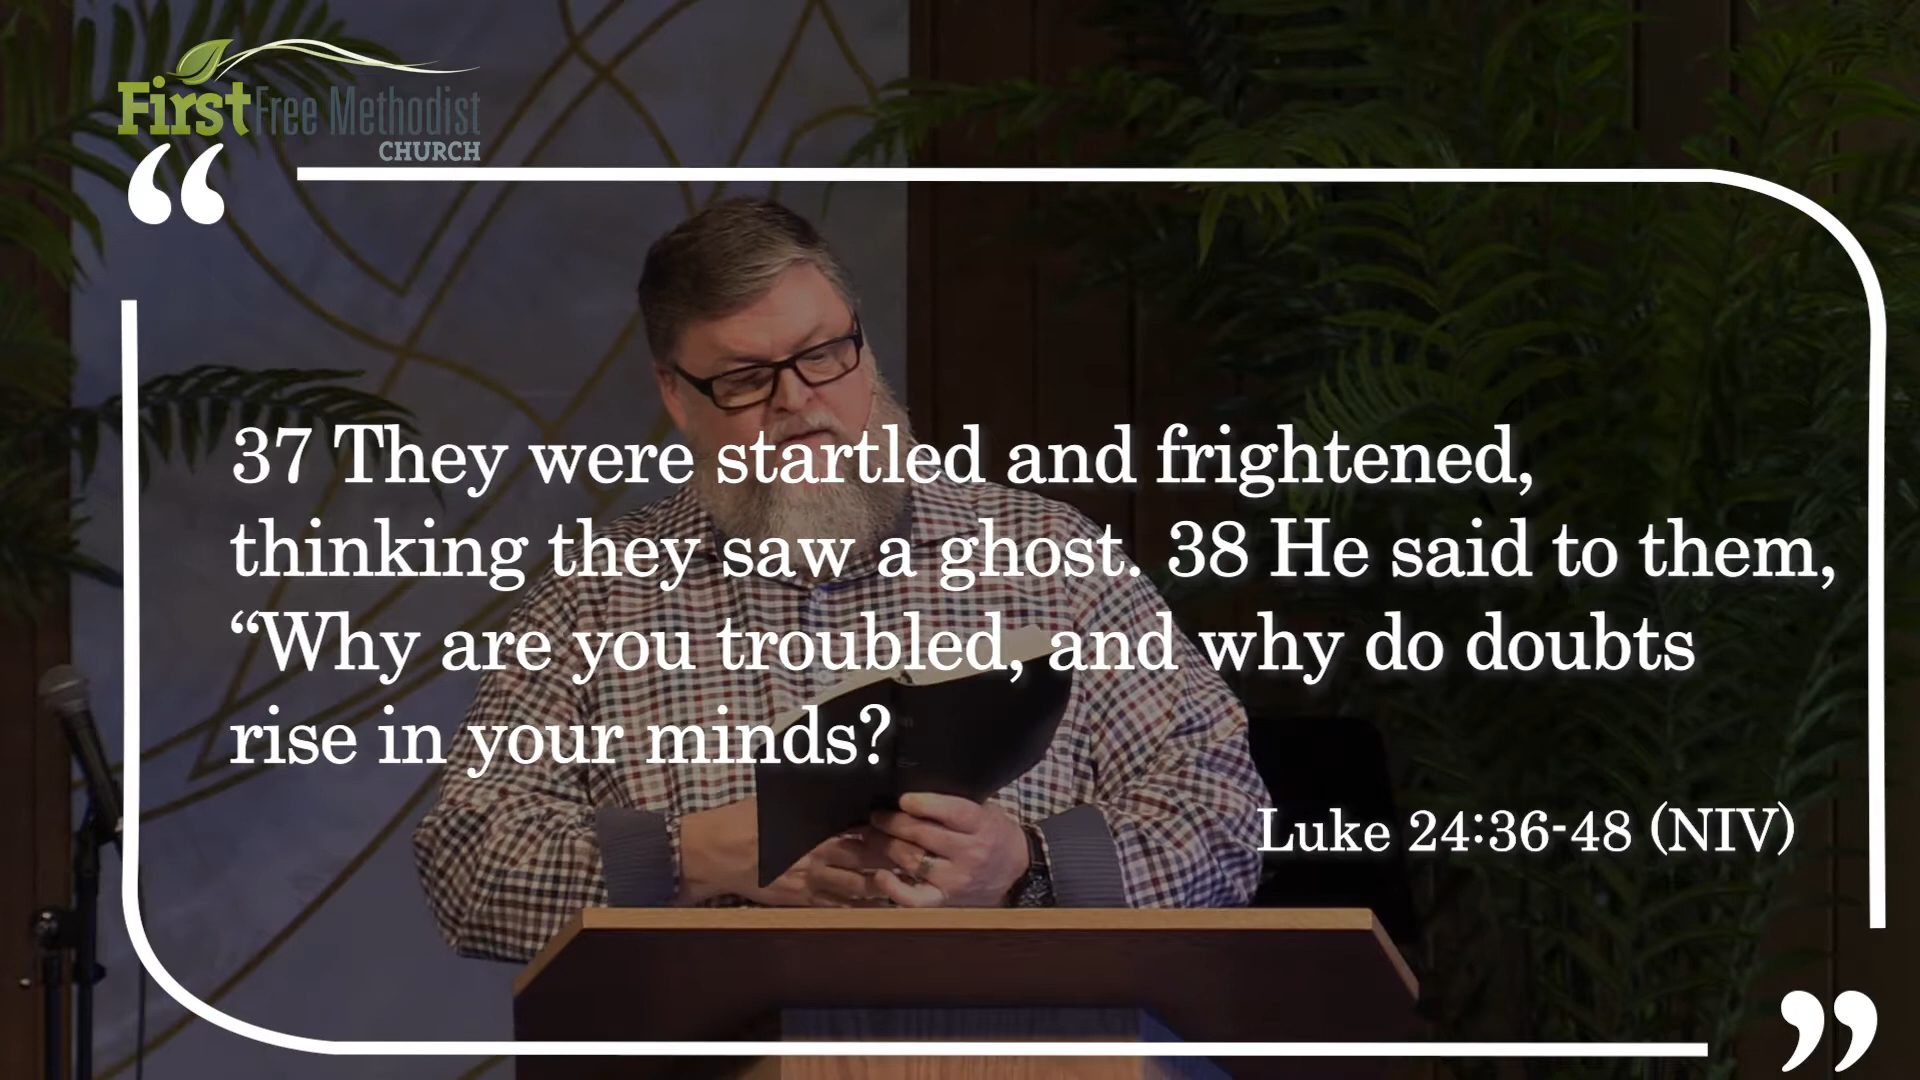 First Free Methodist
CHURCH
37 They were startled and frightened,
thinking they saw a ghost. 38 He said to them,
“Why are you troubled, and why do doubts
rise in your minds?
Luke 24:36-48 (NIV)